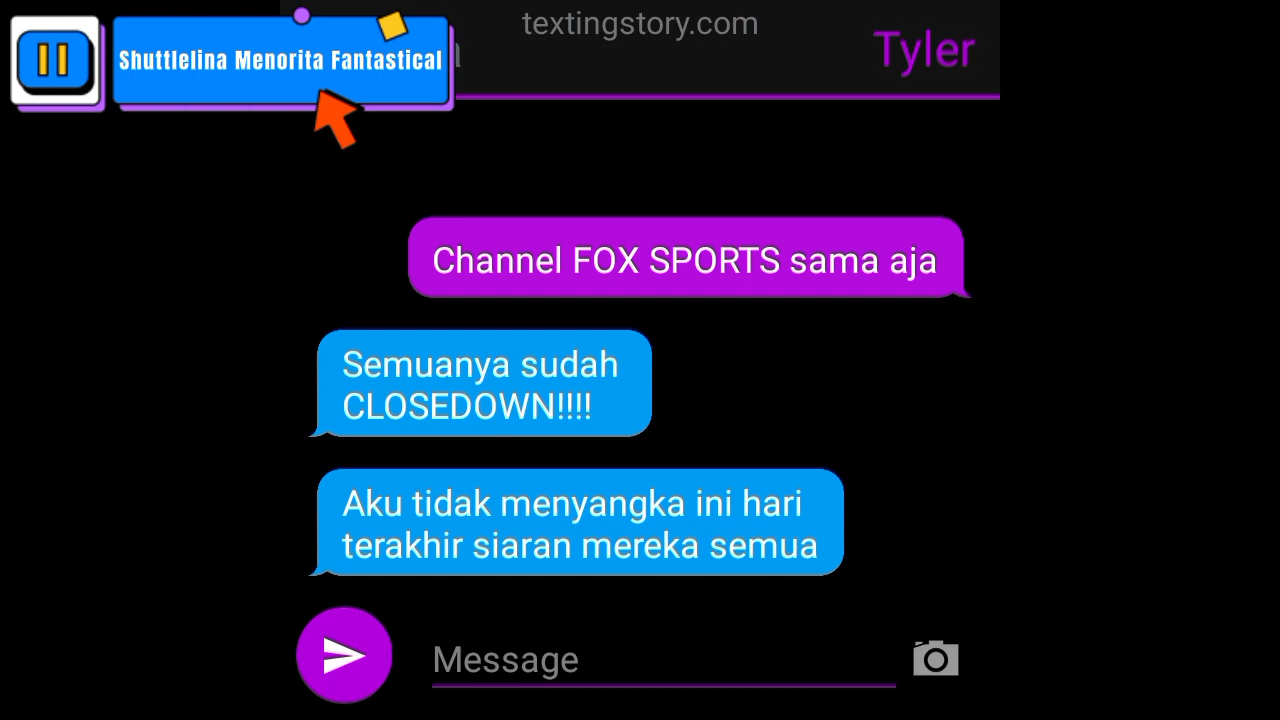 textingstory.com
Shuttlelina Menorita Fantastical
Tyler
Channel FOX SPORTS sama aja
Semuanya sudah
CLOSEDOWN!!!!
Aku tidak menyangka ini hari
terakhir siaran mereka semua
Message